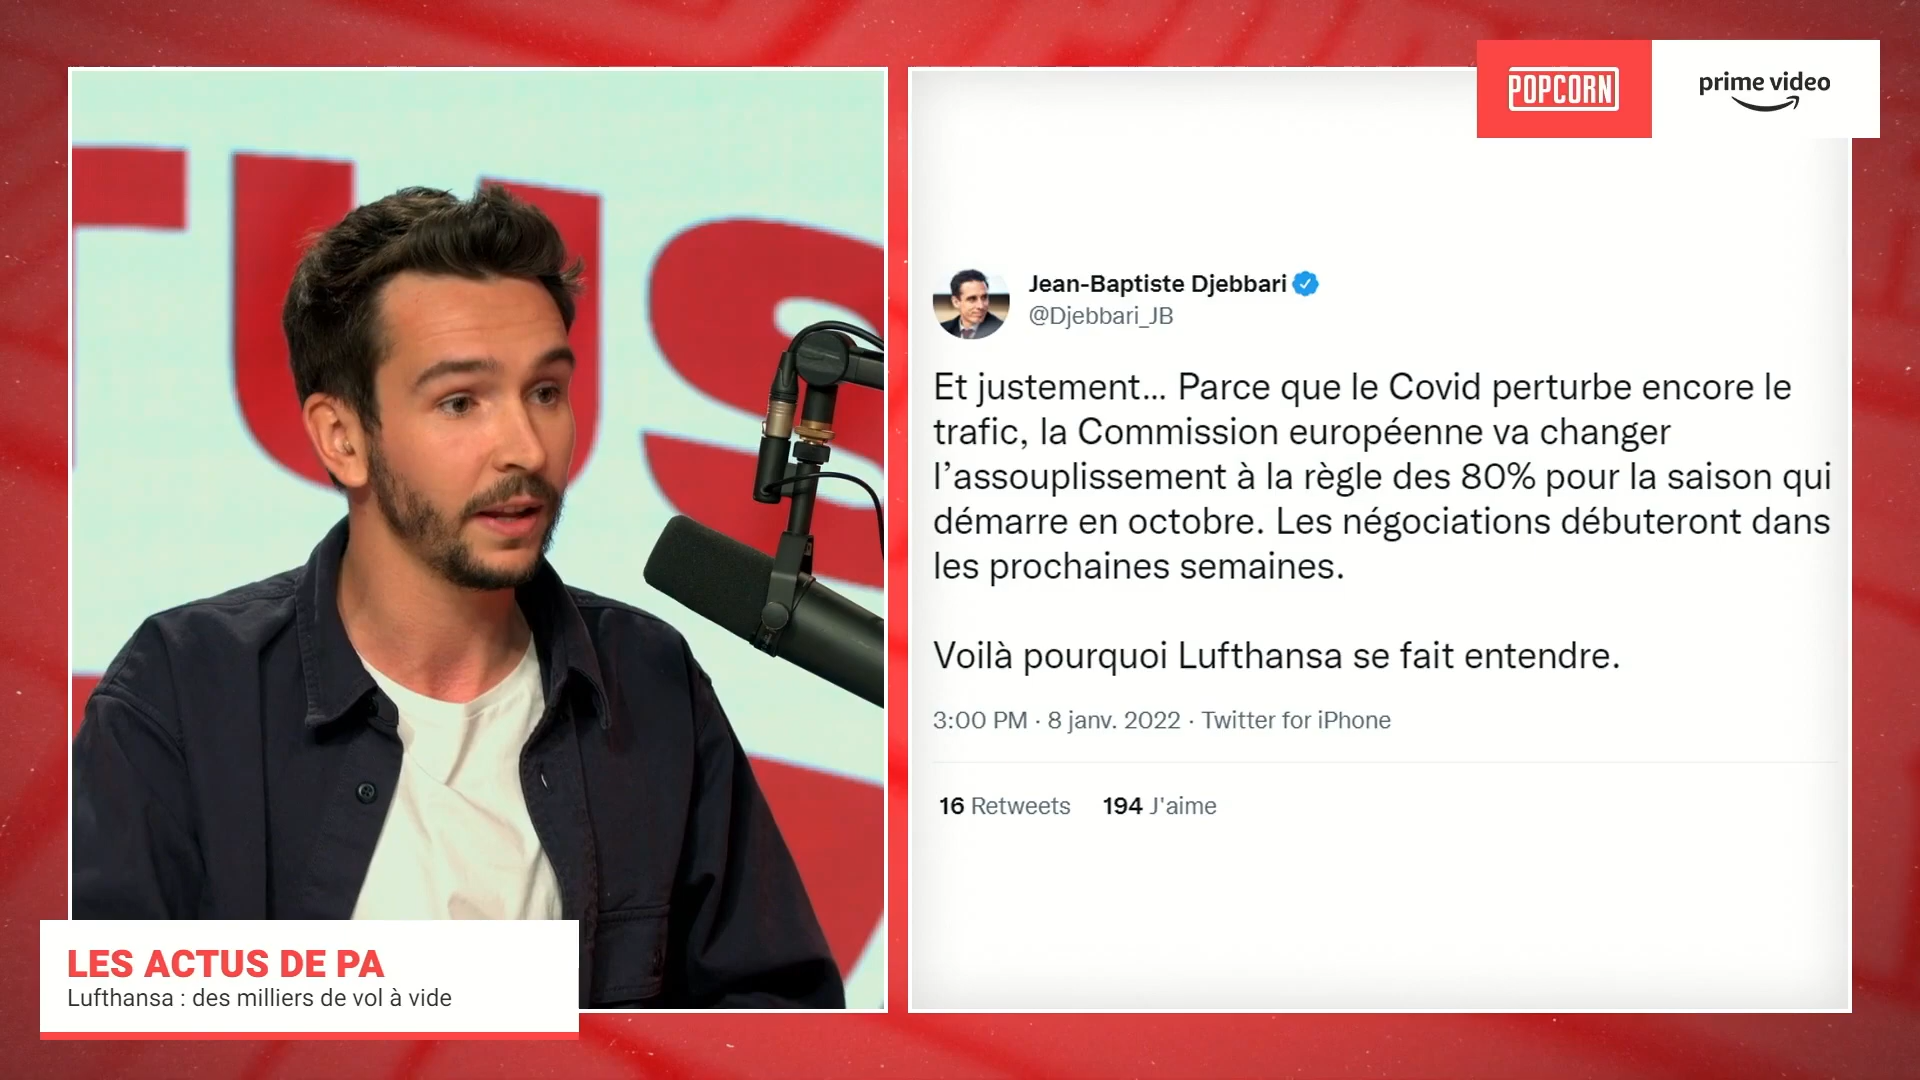 TUS
POPCORN
prime video
Jean-Baptiste Djebbari
@Djebbari_JB
Et justement... Parce que le Covid perturbe encore le
trafic, la Commission européenne va changer
l’assouplissement à la règle des 80% pour la saison qui
démarre en octobre. Les négociations débuteront dans
les prochaines semaines.
Voilà pourquoi Lufthansa se fait entendre.
3:00 PM · 8 janv. 2022 · Twitter for iPhone
16 Retweets 194 J'aime
LES ACTUS DE PA
Lufthansa : des milliers de vol à vide